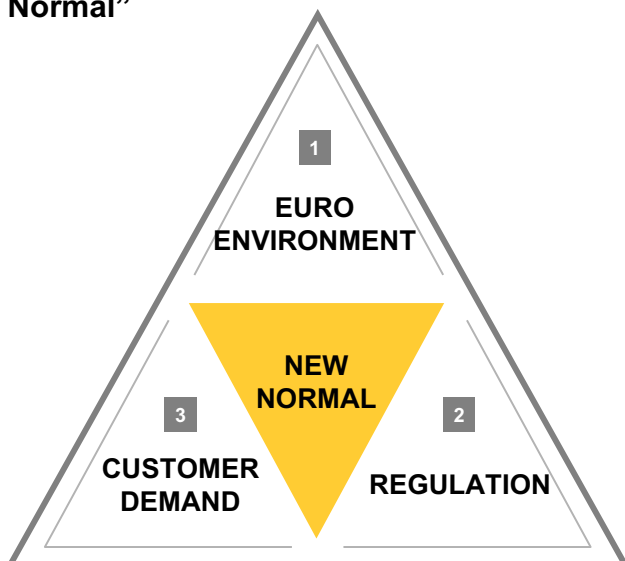 Normal”
1
EURO
ENVIRONMENT
NEW
NORMAL
3
2
CUSTOMER
DEMAND
REGULATION